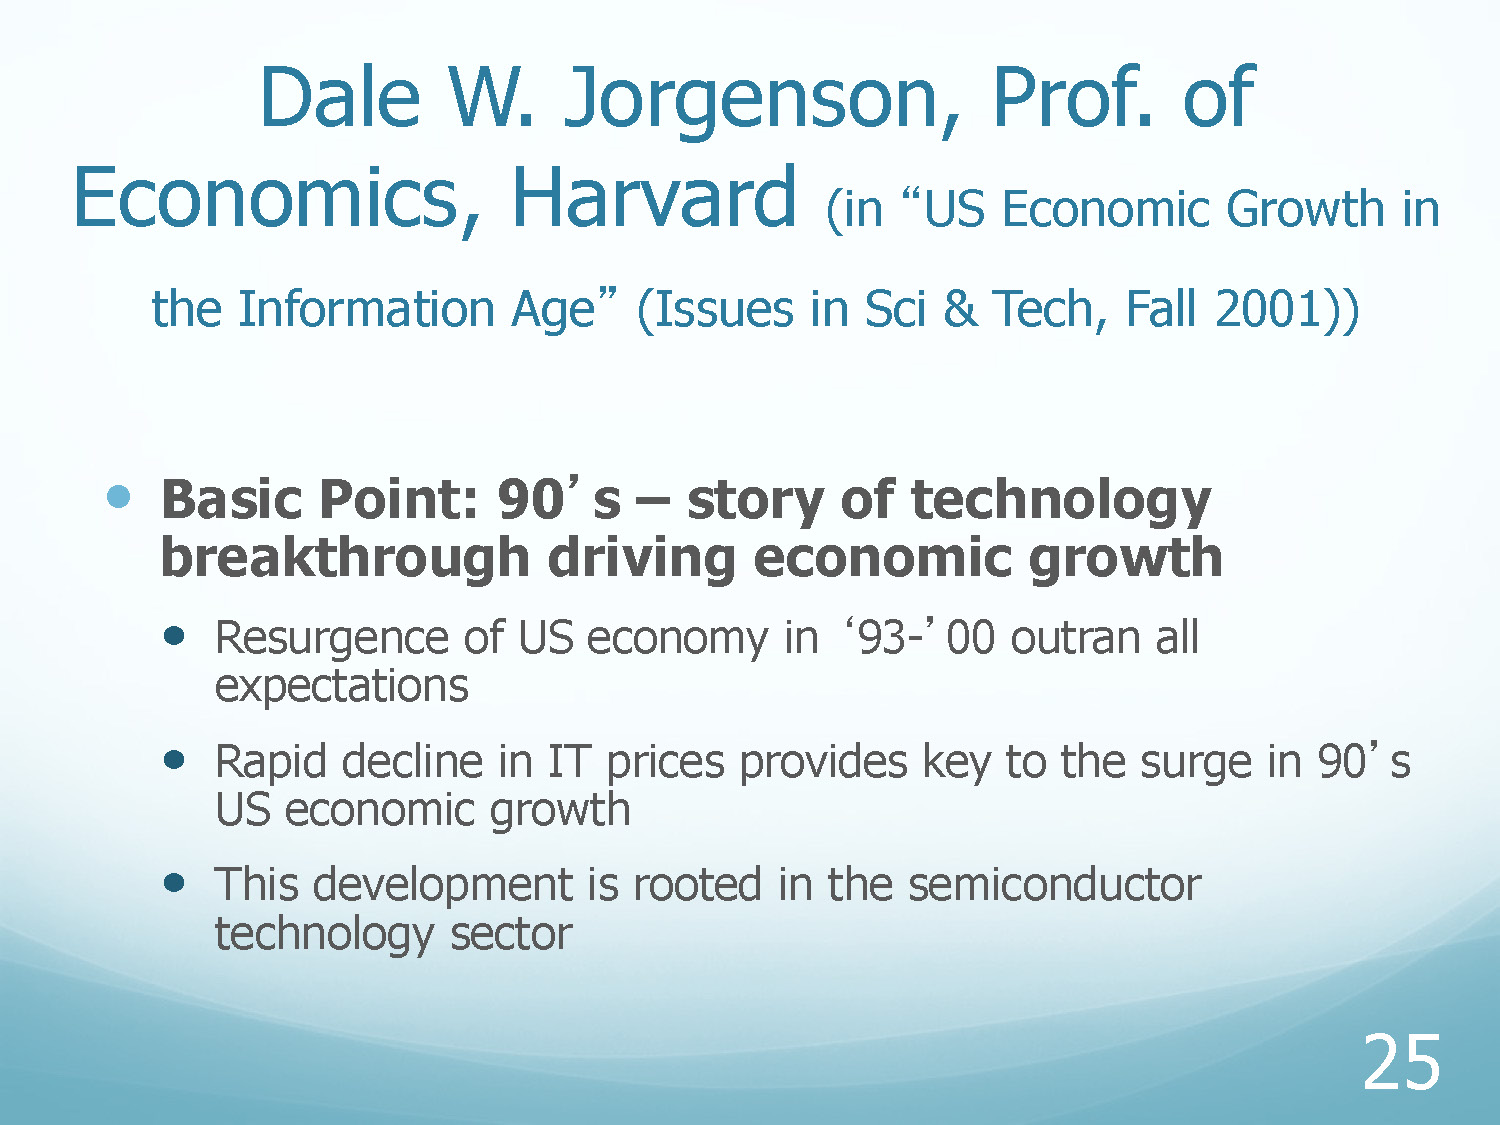 Dale W. Jorgenson, Prof. of
Economics, Harvard (in “US Economic Growth in
the Information Age” (Issues in Sci & Tech, Fall 2001))
• Basic Point: 90’s – story of technology
breakthrough driving economic growth
• Resurgence of US economy in ‘93-’00 outran all
expectations
• Rapid decline in IT prices provides key to the surge in 90’s
US economic growth
• This development is rooted in the semiconductor
technology sector
25